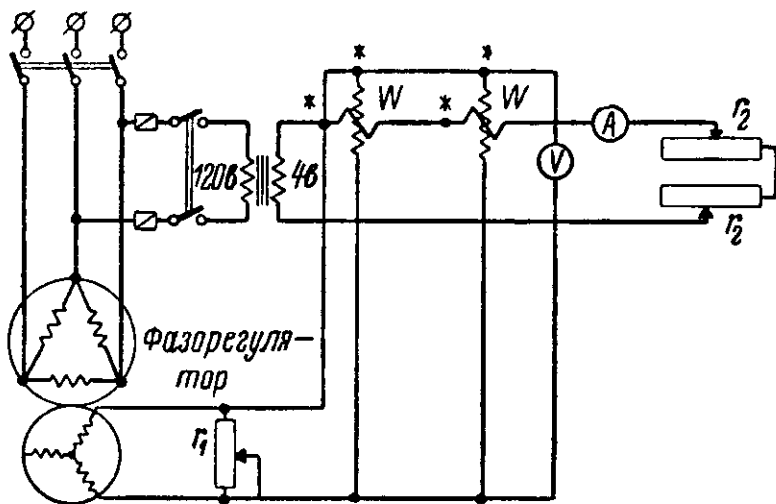 * *
* W * W
A r₂
120в 4в V
r₂
Фазорегуля-
тор
r₁